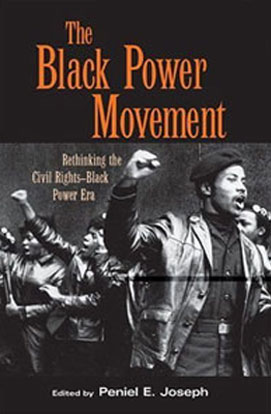 The
Black Power
Movement
Rethinking the
Civil Rights–Black
Power Era
Edited by Peniel E. Joseph